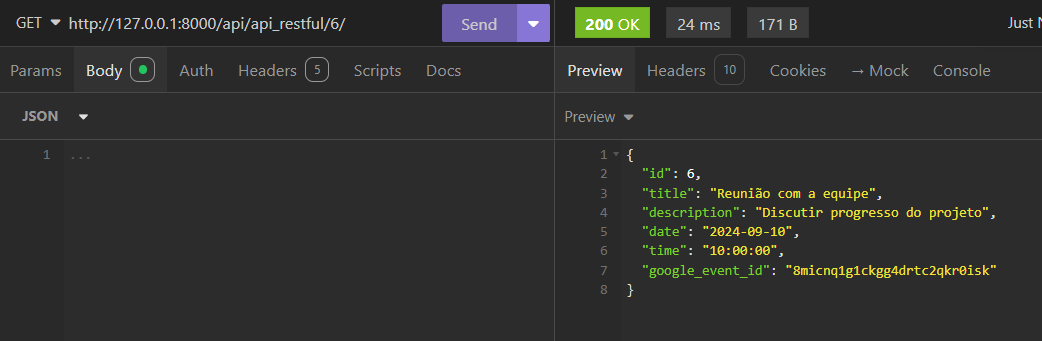 GET http://127.0.0.1:8000/api/api_restful/6/ Send 200 OK 24 ms 171 B Just
Params Body Auth Headers 5 Scripts Docs Preview Headers 10 Cookies → Mock Console
JSON Preview
1 ...
1 {
2 "id": 6,
3 "title": "Reunião com a equipe",
4 "description": "Discutir progresso do projeto",
5 "date": "2024-09-10",
6 "time": "10:00:00",
7 "google_event_id": "8micnq1g1ckgg4drtc2qkr0isk"
8 }